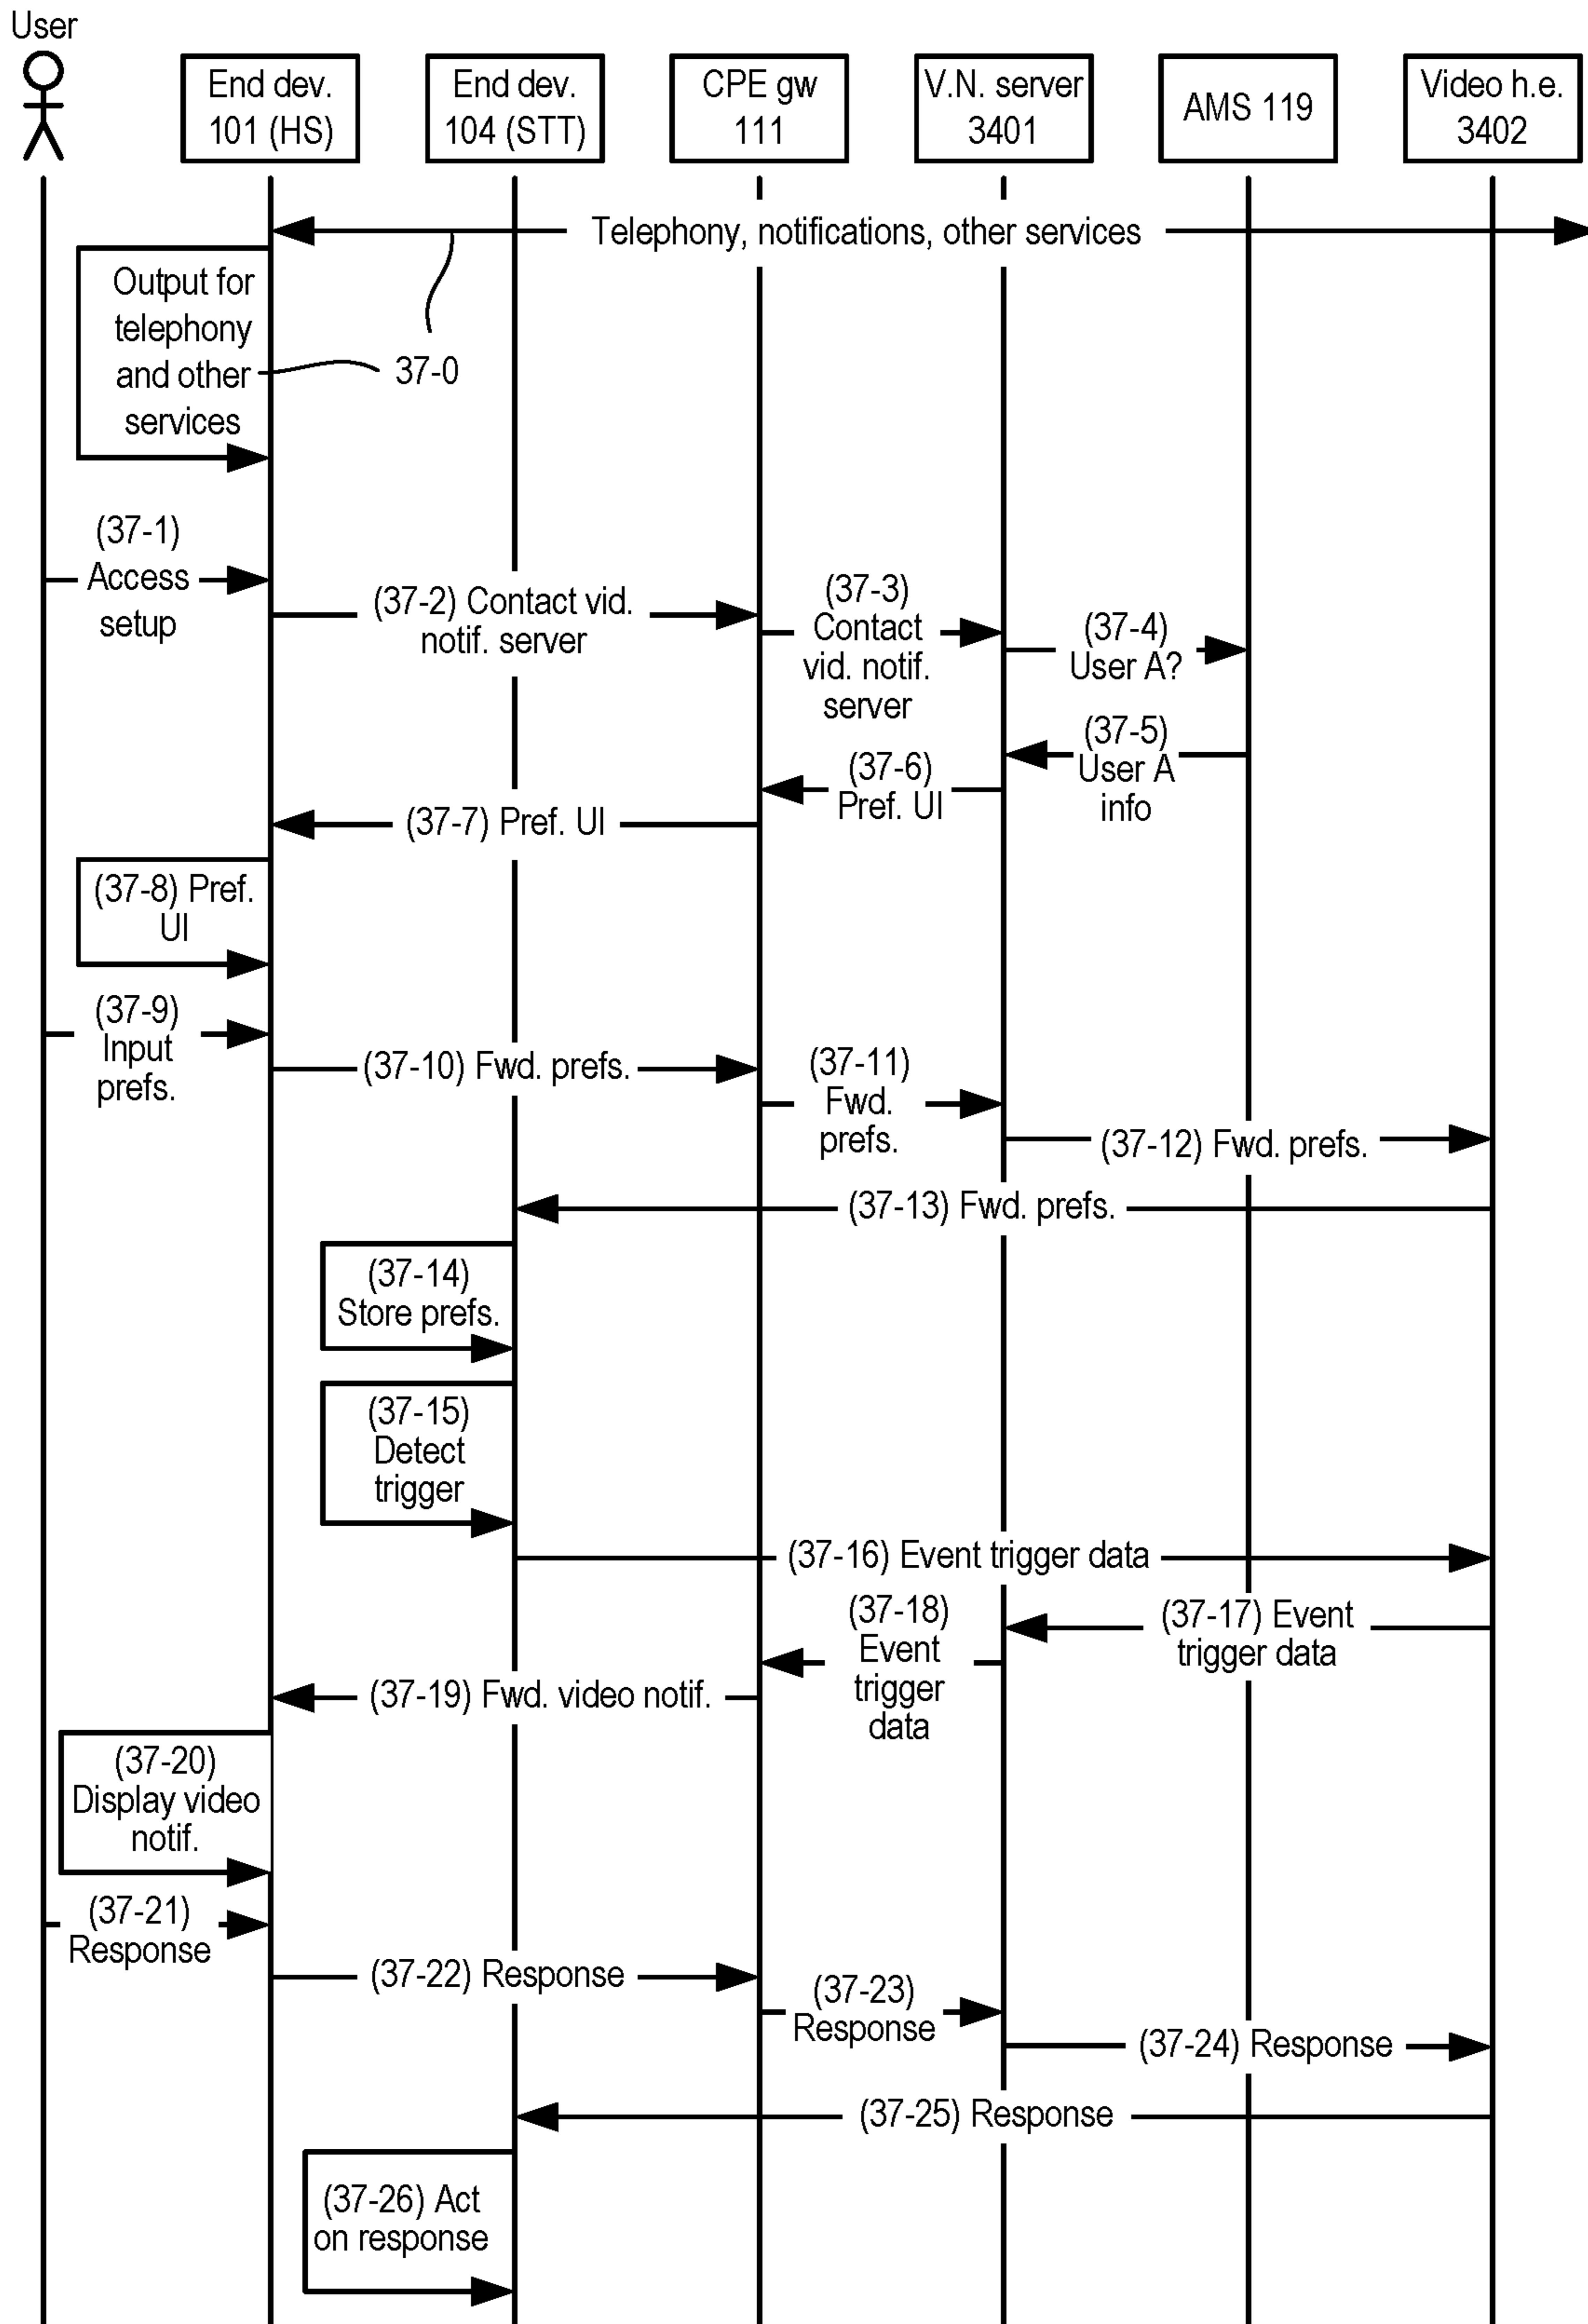 User
End dev.
101 (HS)
End dev.
104 (STT)
CPE gw
111
V.N. server
3401
AMS 119
Video h.e.
3402
Telephony, notifications, other services
Output for
telephony
and other
services
37-0
(37-1)
Access
setup
(37-2) Contact vid.
notif. server
(37-3)
Contact
vid. notif.
server
(37-4)
User A?
(37-5)
User A
info
(37-6)
Pref. UI
(37-7) Pref. UI
(37-8) Pref.
UI
(37-9)
Input
prefs.
(37-10) Fwd. prefs.
(37-11)
Fwd.
prefs.
(37-12) Fwd. prefs.
(37-13) Fwd. prefs.
(37-14)
Store prefs.
(37-15)
Detect
trigger
(37-16) Event trigger data
(37-17) Event
trigger data
(37-18)
Event
trigger
data
(37-19) Fwd. video notif.
(37-20)
Display video
notif.
(37-21)
Response
(37-22) Response
(37-23)
Response
(37-24) Response
(37-25) Response
(37-26) Act
on response